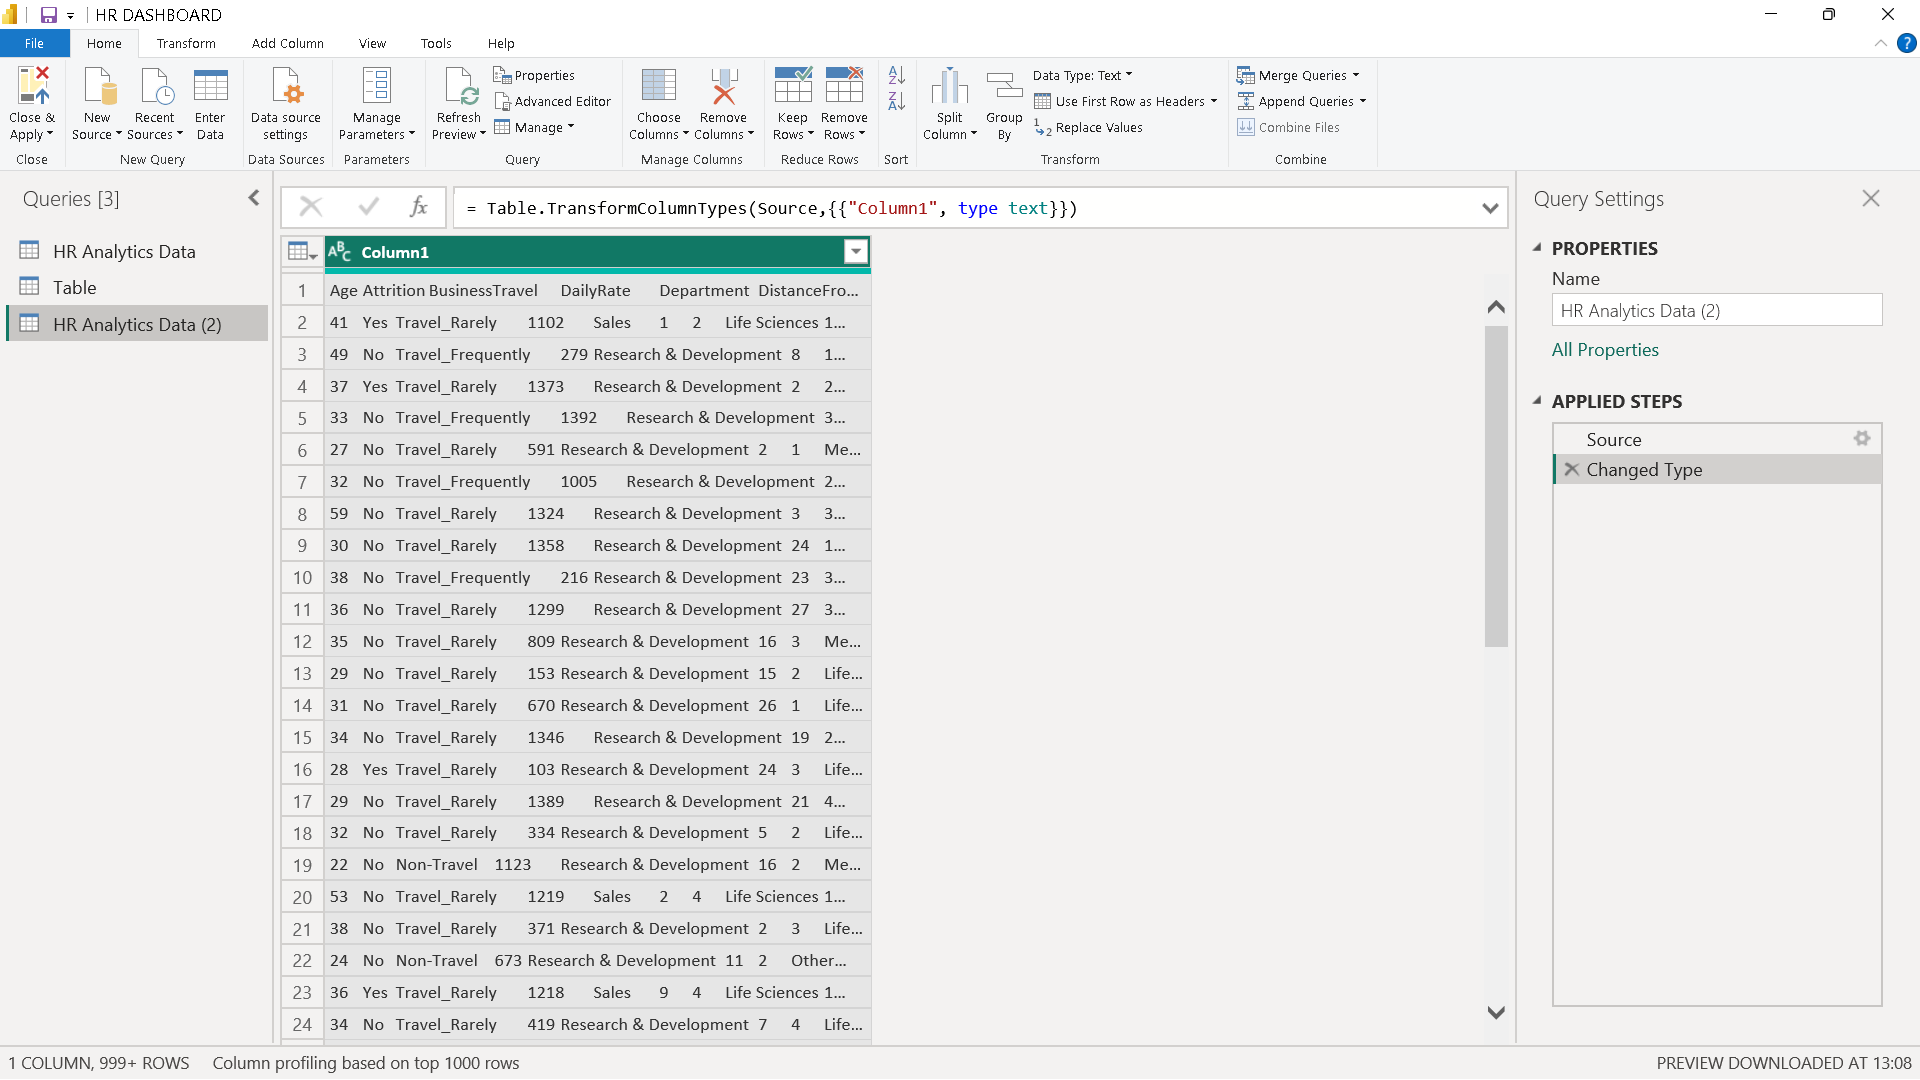 HR DASHBOARD
File Home Transform Add Column View Tools Help
Close & Apply
New Source
Recent Sources
Enter Data
Data source settings
Manage Parameters
Refresh Preview
Properties
Advanced Editor
Manage
Choose Columns
Remove Columns
Keep Rows
Remove Rows
Split Column
Group By
Data Type: Text
Use First Row as Headers
Replace Values
Merge Queries
Append Queries
Combine Files
Close New Query Data Sources Parameters Query Manage Columns Reduce Rows Sort Transform Combine
Queries [3]
HR Analytics Data
Table
HR Analytics Data (2)
fx
= Table.TransformColumnTypes(Source,{{"Column1", type text}})
ABC Column1
1 Age Attrition BusinessTravel DailyRate Department DistanceFro...
2 41 Yes Travel_Rarely 1102 Sales 1 2 Life Sciences 1...
3 49 No Travel_Frequently 279 Research & Development 8 1...
4 37 Yes Travel_Rarely 1373 Research & Development 2 2...
5 33 No Travel_Frequently 1392 Research & Development 3...
6 27 No Travel_Rarely 591 Research & Development 2 1 Me...
7 32 No Travel_Frequently 1005 Research & Development 2...
8 59 No Travel_Rarely 1324 Research & Development 3 3...
9 30 No Travel_Rarely 1358 Research & Development 24 1...
10 38 No Travel_Frequently 216 Research & Development 23 3...
11 36 No Travel_Rarely 1299 Research & Development 27 3...
12 35 No Travel_Rarely 809 Research & Development 16 3 Me...
13 29 No Travel_Rarely 153 Research & Development 15 2 Life...
14 31 No Travel_Rarely 670 Research & Development 26 1 Life...
15 34 No Travel_Rarely 1346 Research & Development 19 2...
16 28 Yes Travel_Rarely 103 Research & Development 24 3 Life...
17 29 No Travel_Rarely 1389 Research & Development 21 4...
18 32 No Travel_Rarely 334 Research & Development 5 2 Life...
19 22 No Non-Travel 1123 Research & Development 16 2 Me...
20 53 No Travel_Rarely 1219 Sales 2 4 Life Sciences 1...
21 38 No Travel_Rarely 371 Research & Development 2 3 Life...
22 24 No Non-Travel 673 Research & Development 11 2 Other...
23 36 Yes Travel_Rarely 1218 Sales 9 4 Life Sciences 1...
24 34 No Travel_Rarely 419 Research & Development 7 4 Life...
Query Settings
PROPERTIES
Name
HR Analytics Data (2)
All Properties
APPLIED STEPS
Source
Changed Type
1 COLUMN, 999+ ROWS Column profiling based on top 1000 rows
PREVIEW DOWNLOADED AT 13:08